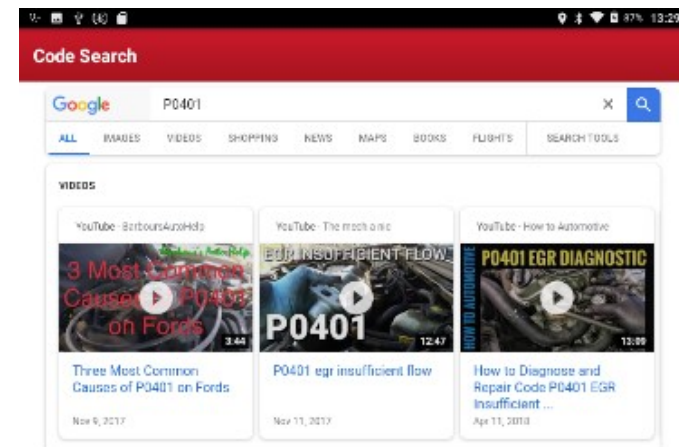 87% 13:29
Code Search
Google P0401
ALL IMAGES VIDEOS SHOPPING NEWS MAPS BOOKS FLIGHTS SEARCH TOOLS
VIDEOS
YouTube · BarboursAutoHelp
YouTube · The mechanic
YouTube · How to Automotive
3 Most Common
Causes of P0401
on Fords
3:44
EGR INSUFFICIENT FLOW
P0401
12:47
HOW TO AUTOMOTIVE
P0401 EGR DIAGNOSTIC
13:09
Three Most Common
Causes of P0401 on Fords
Nov 9, 2017
P0401 egr insufficient flow
Nov 11, 2017
How to Diagnose and
Repair Code P0401 EGR
Insufficient ...
Apr 11, 2018